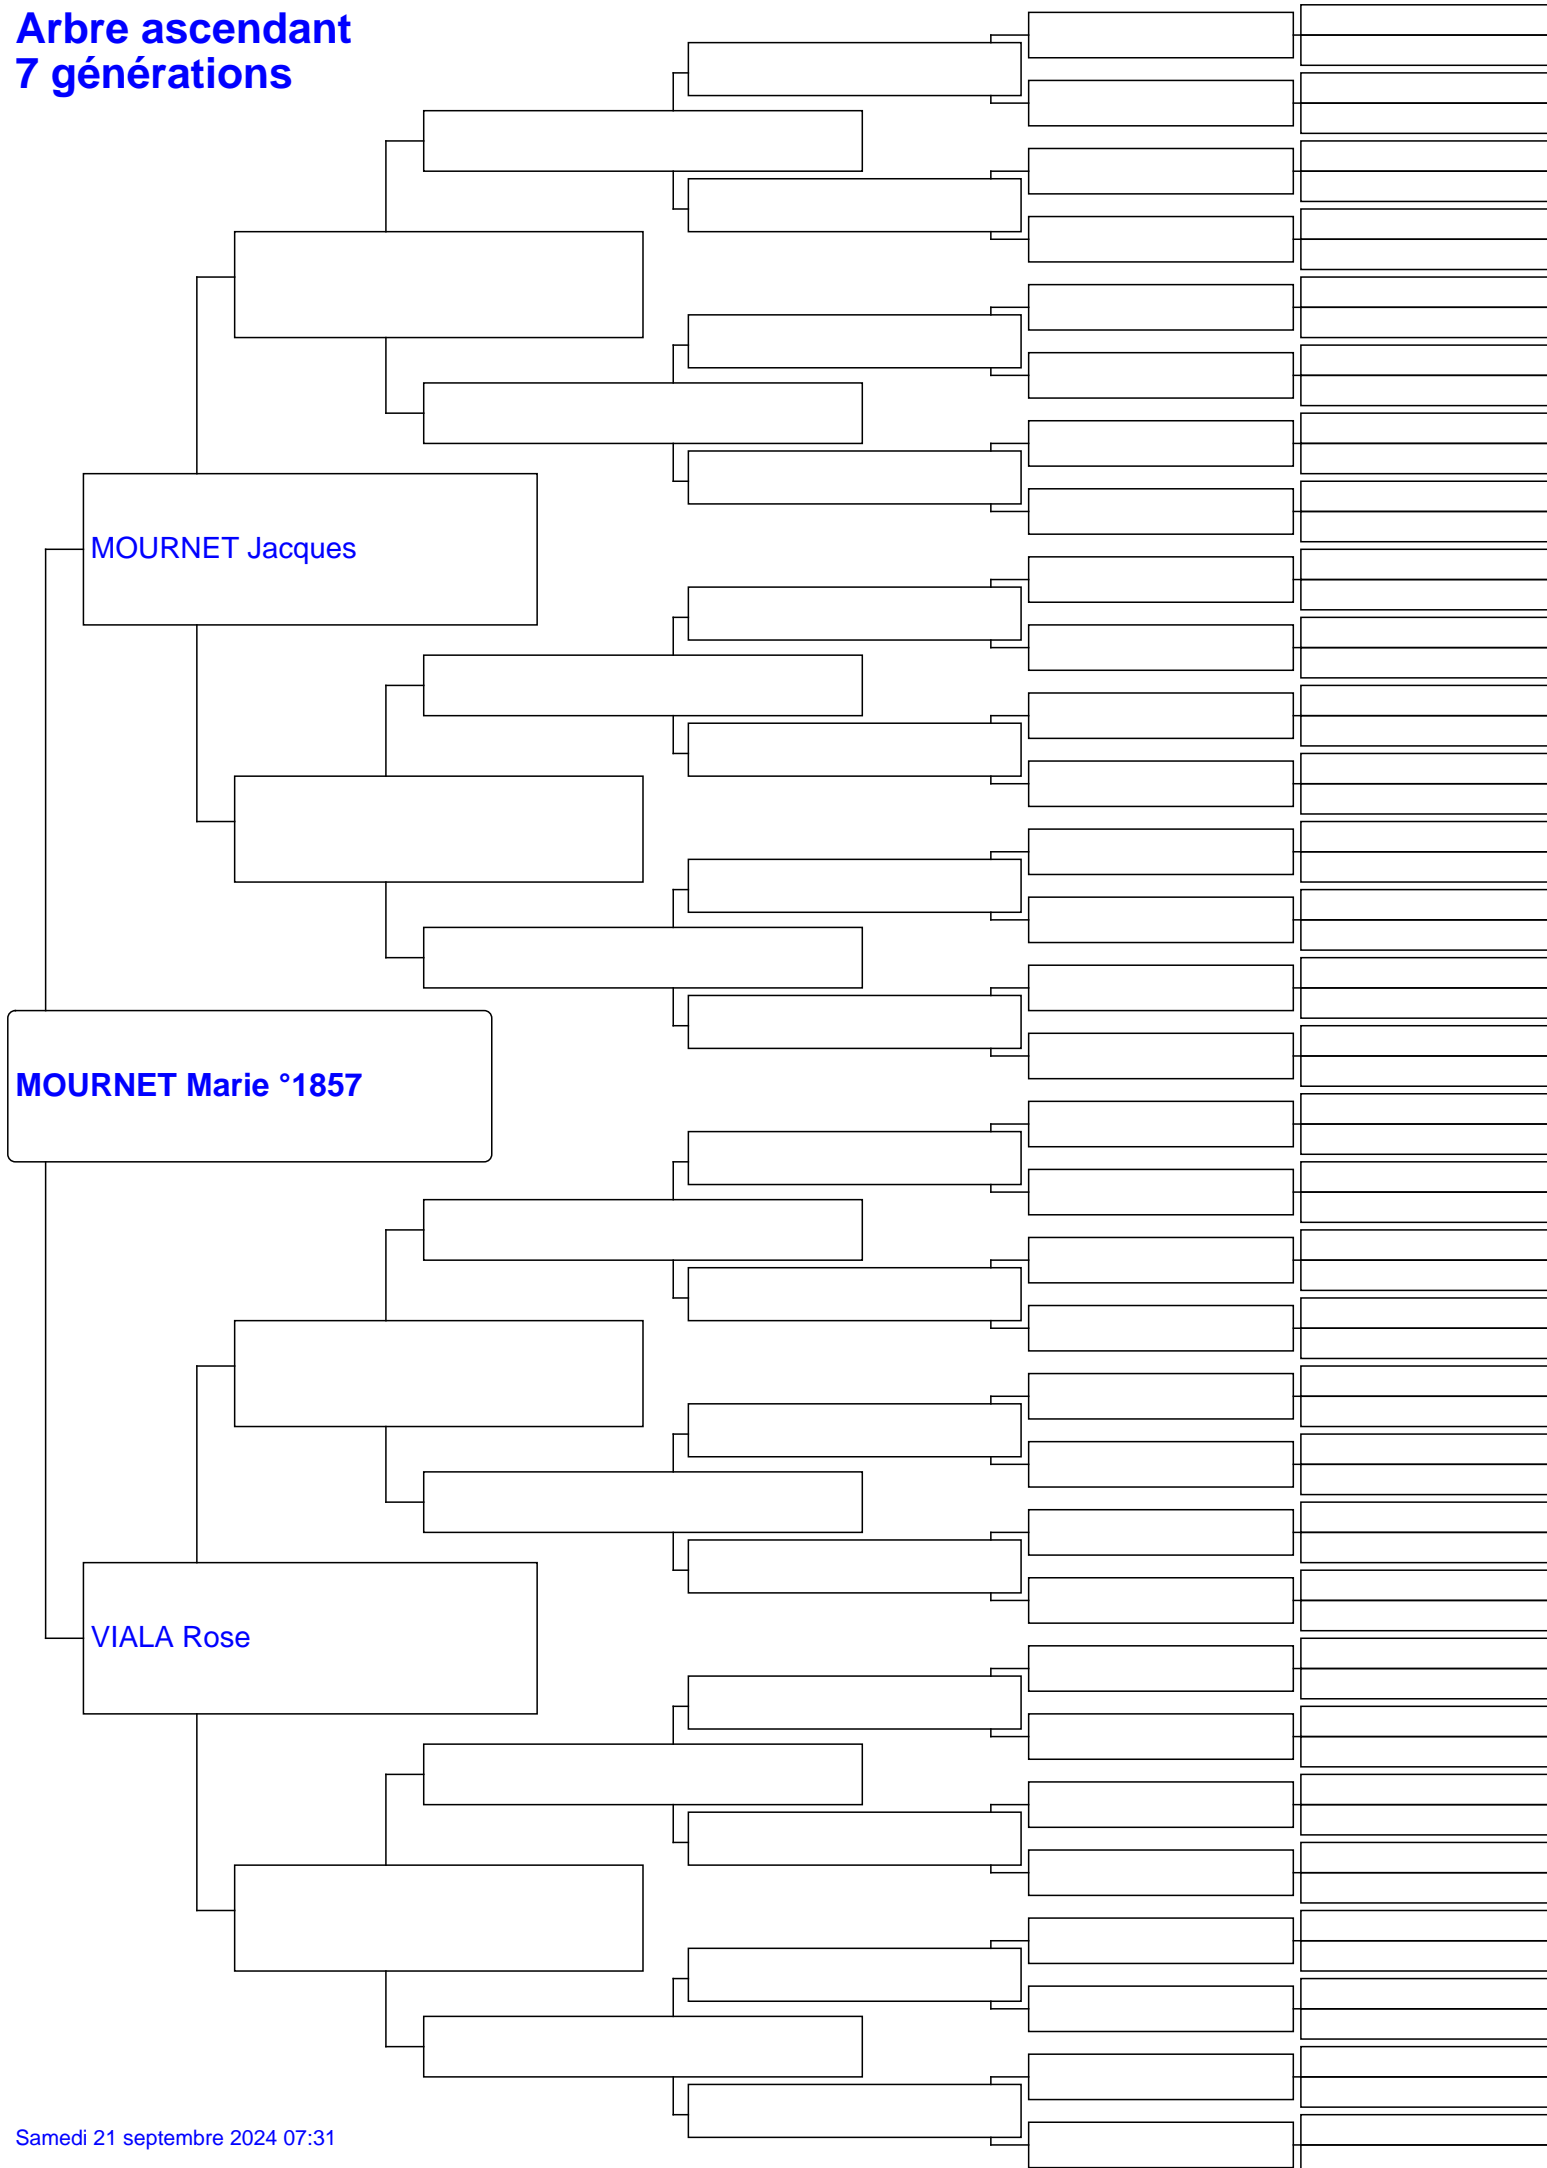 Arbre ascendant
7 générations
MOURNET Jacques
MOURNET Marie °1857
VIALA Rose
Samedi 21 septembre 2024 07:31